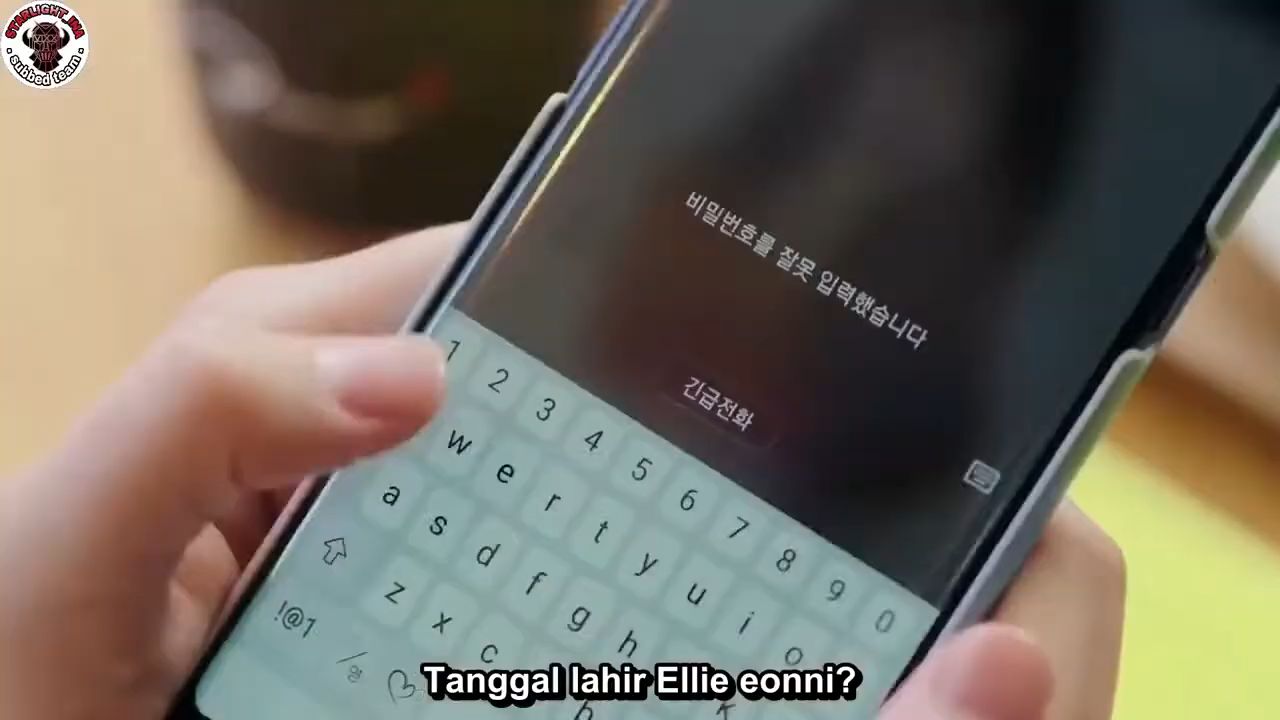 STARLIGHT_INA
subbed team
비밀번호를 잘못 입력했습니다
긴급전화
1 2 3 4 5 6 7 8 9 0
w e r t y u i o
a s d f g h k
z x c b
!@1
Tanggal lahir Ellie eonni?